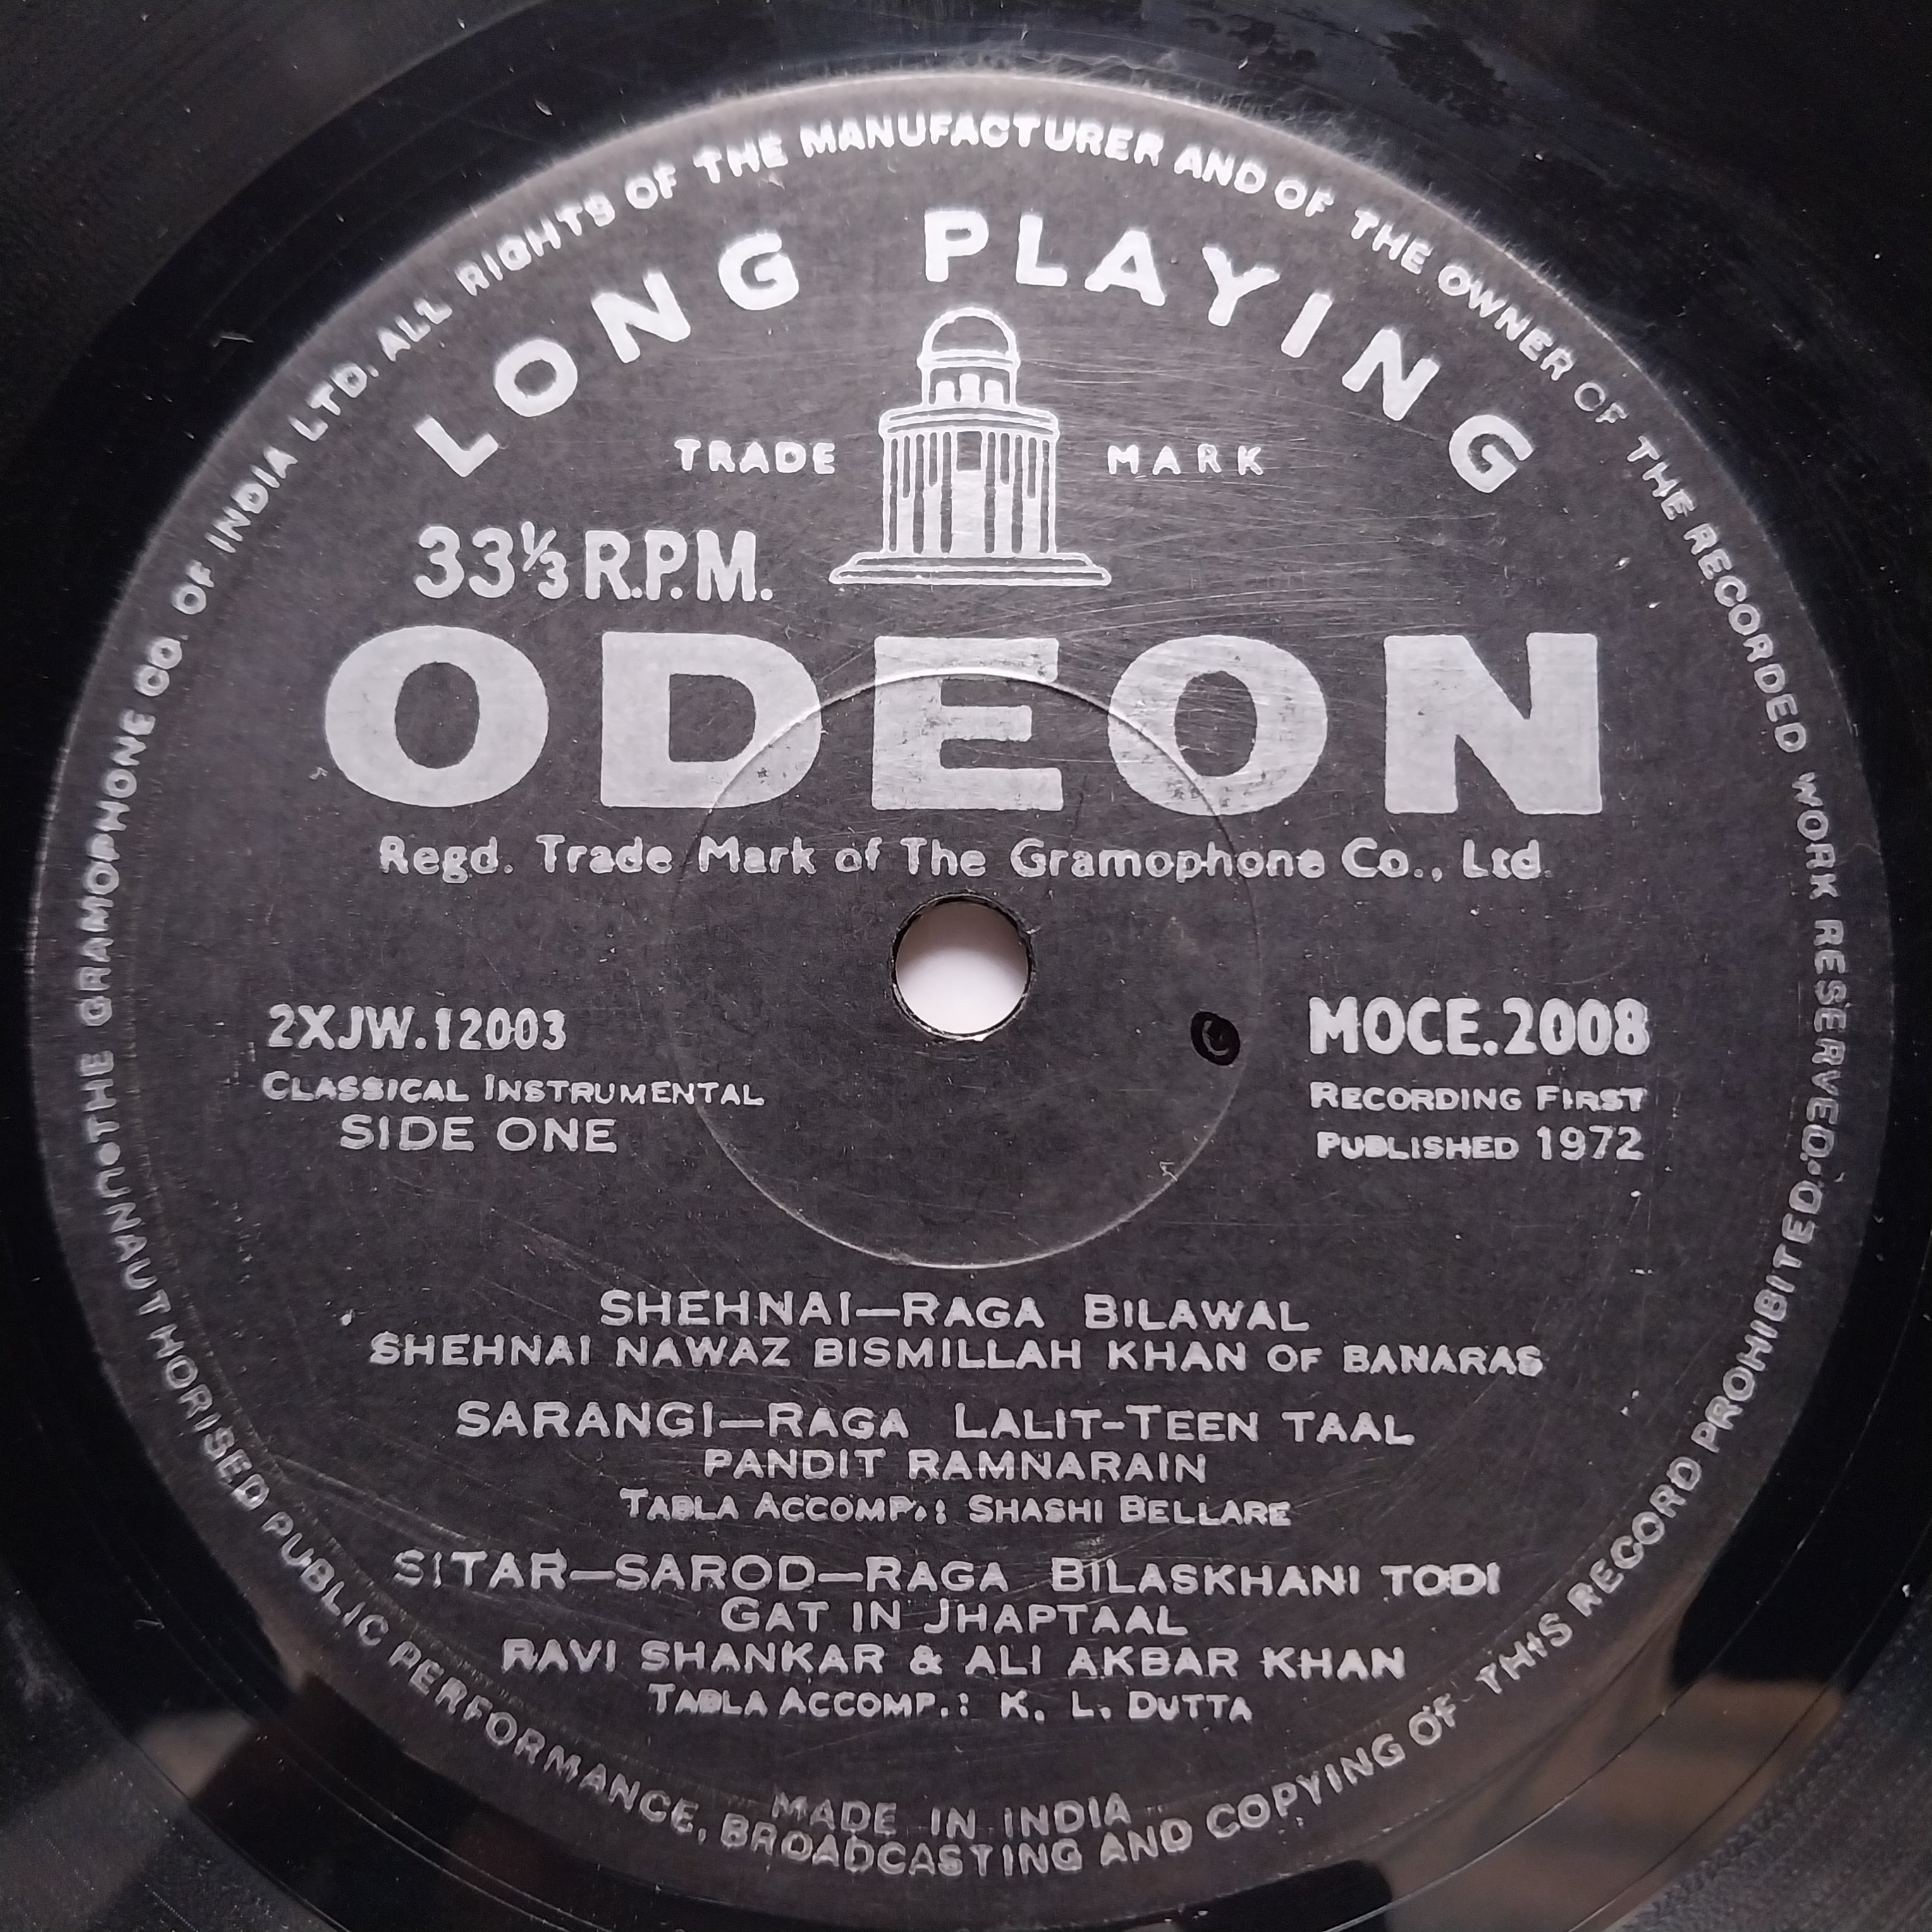 THE GRAMOPHONE CO. OF INDIA LTD. ALL RIGHTS OF THE MANUFACTURER AND OF THE OWNER OF THE RECORDED WORK RESERVED. UNAUTHORISED PUBLIC PERFORMANCE, BROADCASTING AND COPYING OF THIS RECORD PROHIBITED.
LONG PLAYING
TRADE MARK
33⅓ R.P.M.
ODEON
Regd. Trade Mark of The Gramophone Co., Ltd.
2XJW.12003
CLASSICAL INSTRUMENTAL
SIDE ONE
MOCE.2008
RECORDING FIRST
PUBLISHED 1972
SHEHNAI—RAGA BILAWAL
SHEHNAI NAWAZ BISMILLAH KHAN OF BANARAS
SARANGI—RAGA LALIT-TEEN TAAL
PANDIT RAMNARAIN
TABLA ACCOMP.: SHASHI BELLARE
SITAR—SAROD—RAGA BILASKHANI TODI
GAT IN JHAPTAAL
RAVI SHANKAR & ALI AKBAR KHAN
TABLA ACCOMP.: K. L. DUTTA
MADE IN INDIA